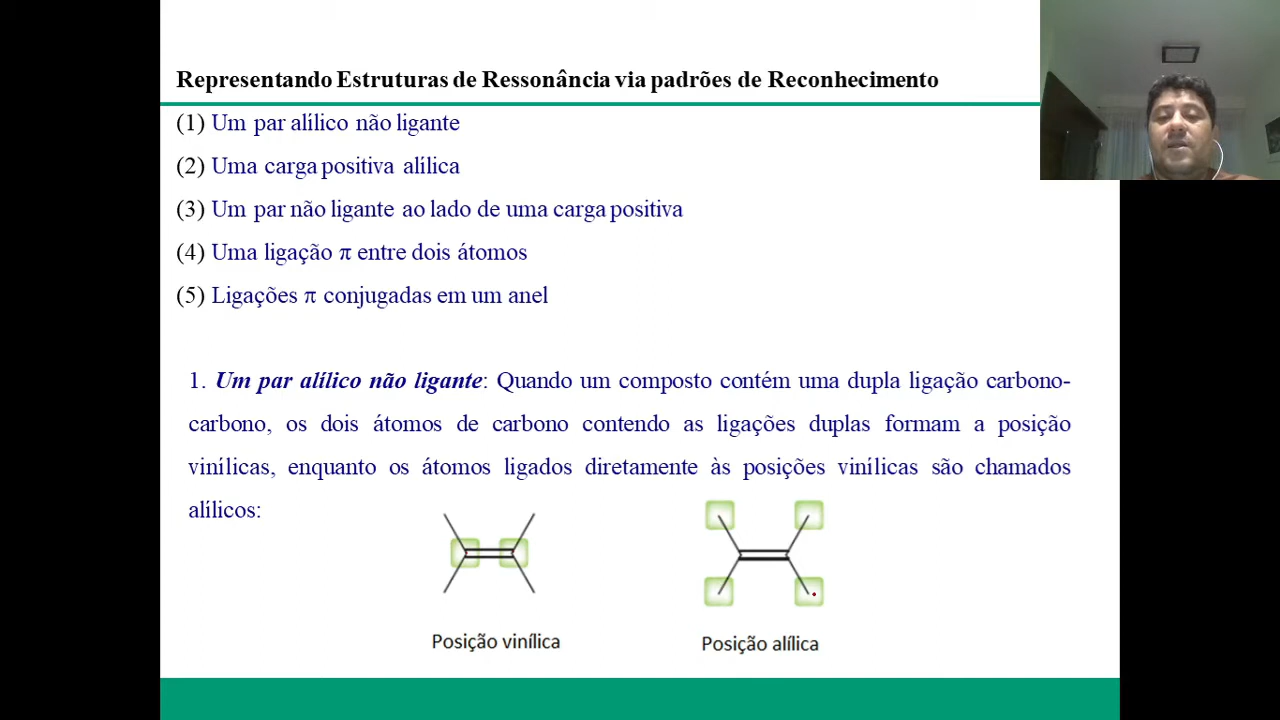 Representando Estruturas de Ressonância via padrões de Reconhecimento
(1) Um par alílico não ligante
(2) Uma carga positiva alílica
(3) Um par não ligante ao lado de uma carga positiva
(4) Uma ligação π entre dois átomos
(5) Ligações π conjugadas em um anel
1. Um par alílico não ligante: Quando um composto contém uma dupla ligação carbono-
carbono, os dois átomos de carbono contendo as ligações duplas formam a posição
vinílicas, enquanto os átomos ligados diretamente às posições vinílicas são chamados
alílicos:
Posição vinílica
Posição alílica